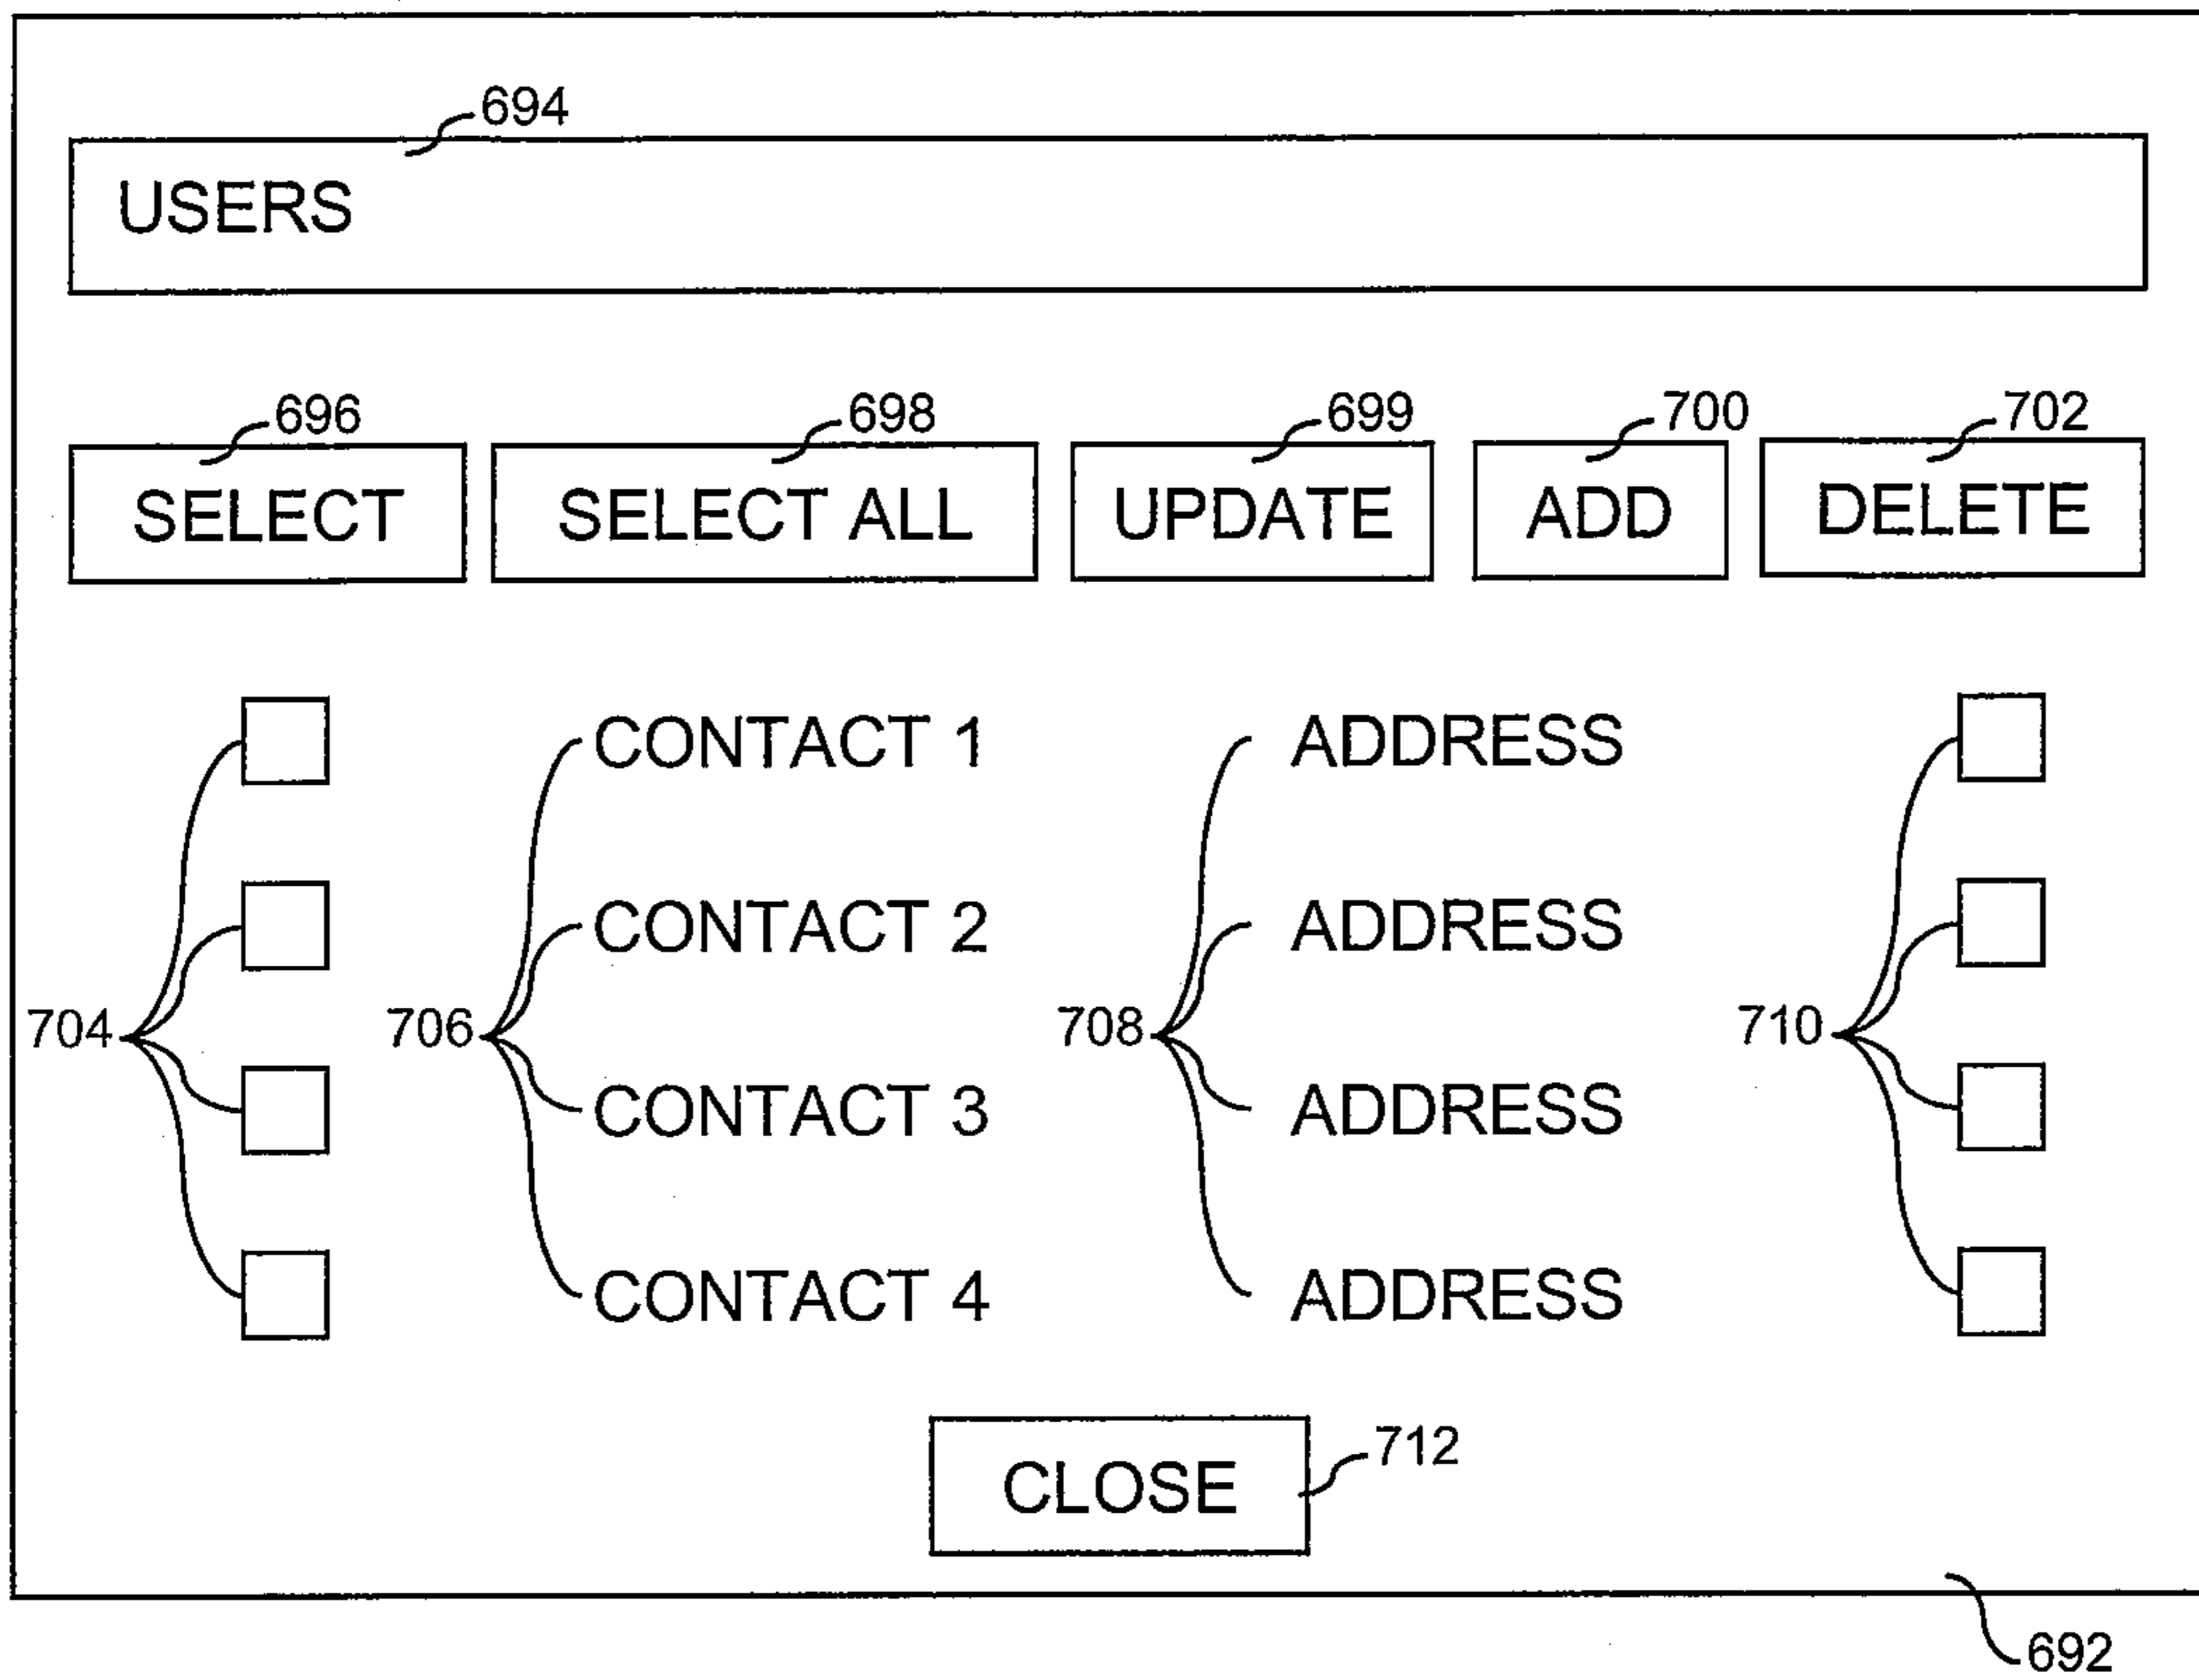 694
USERS
696 698 699 700 702
SELECT SELECT ALL UPDATE ADD DELETE
CONTACT 1 ADDRESS
CONTACT 2 ADDRESS
704 706 708 710
CONTACT 3 ADDRESS
CONTACT 4 ADDRESS
712
CLOSE
692